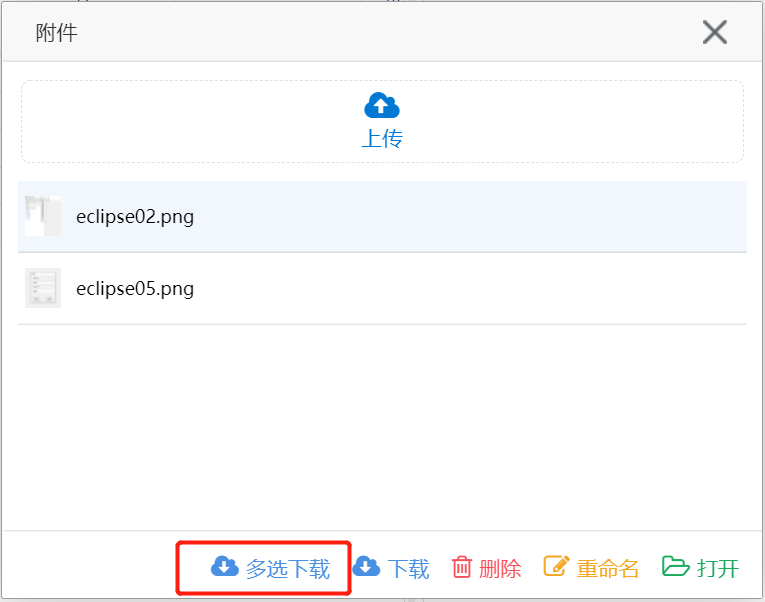 附件
上传
eclipse02.png
eclipse05.png
多选下载 下载 删除 重命名 打开